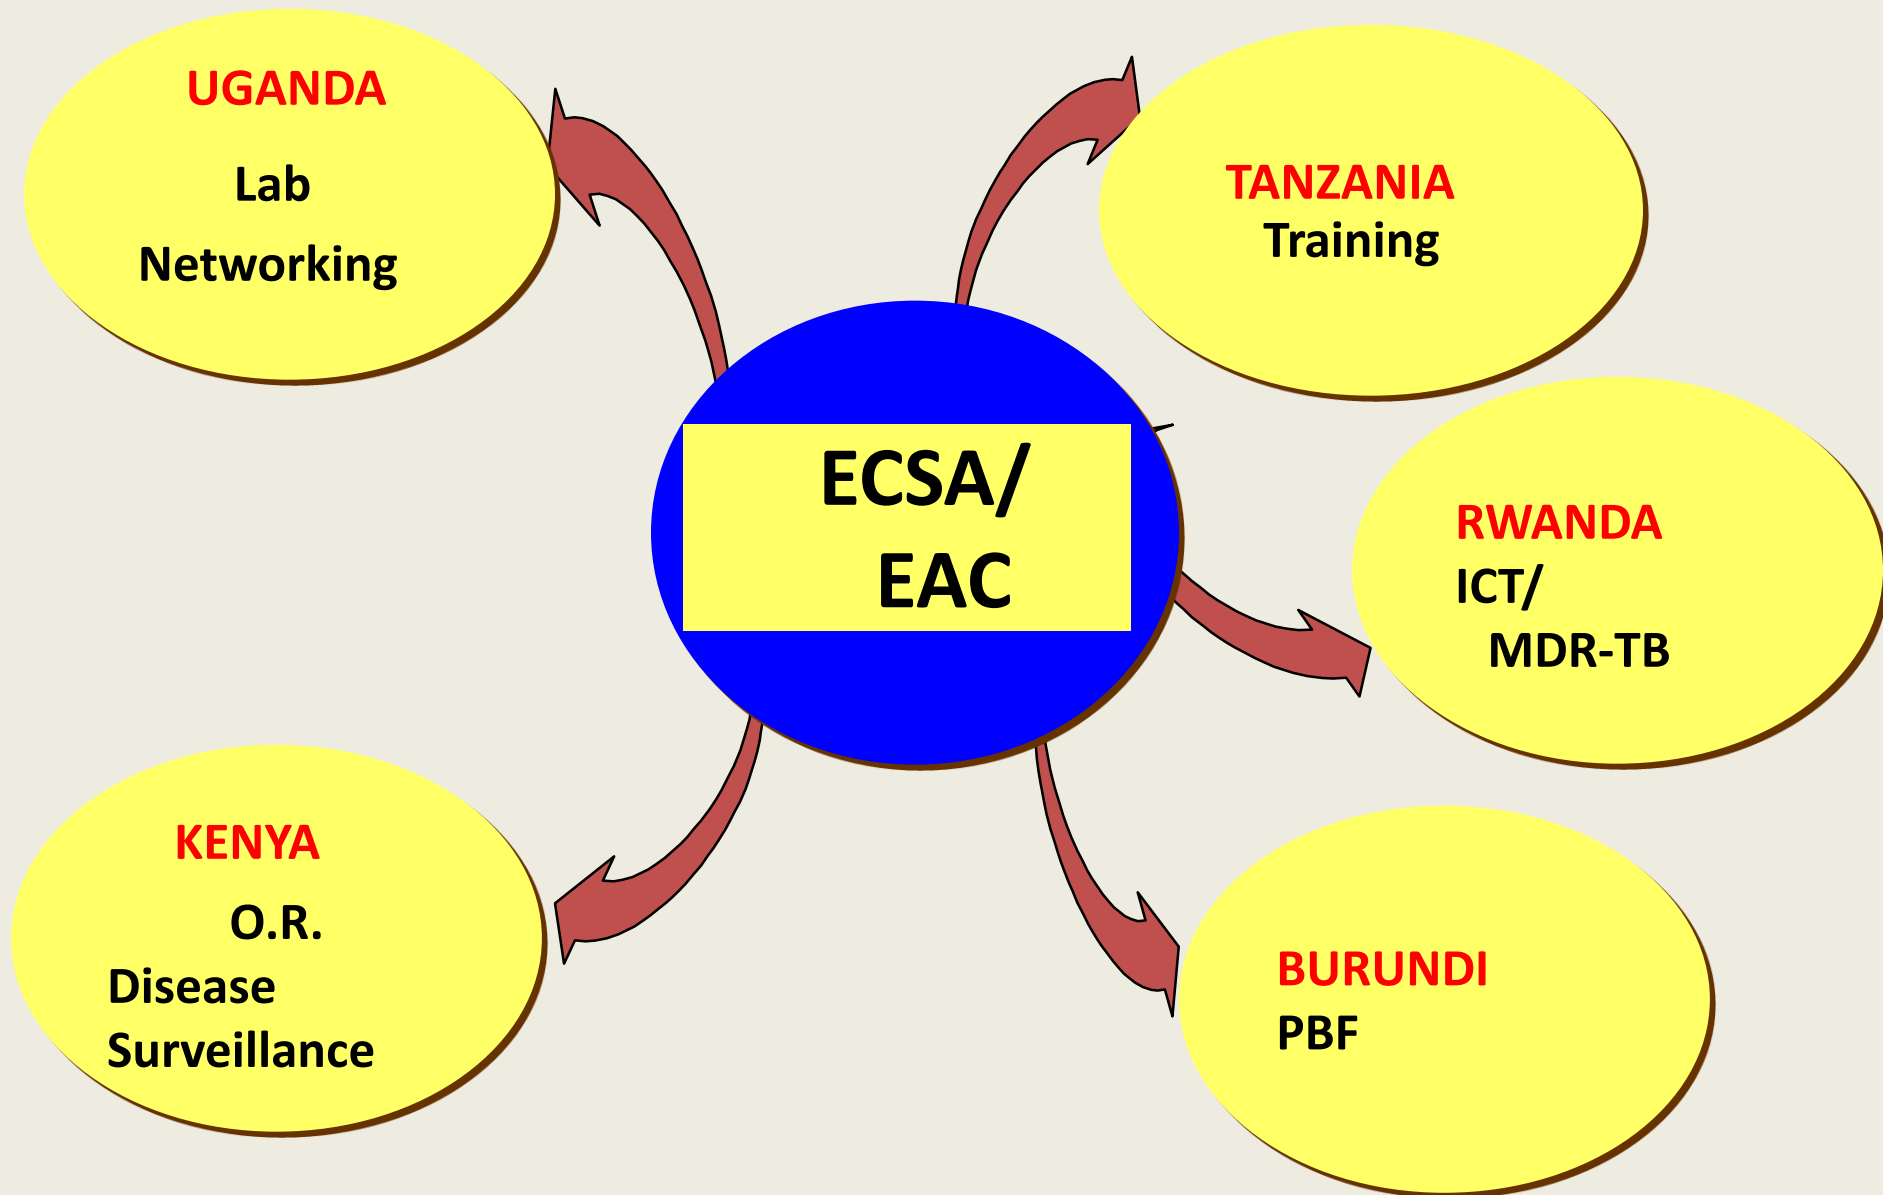 UGANDA
Lab
Networking
TANZANIA
Training
ECSA/
EAC
RWANDA
ICT/
MDR-TB
KENYA
O.R.
Disease
Surveillance
BURUNDI
PBF